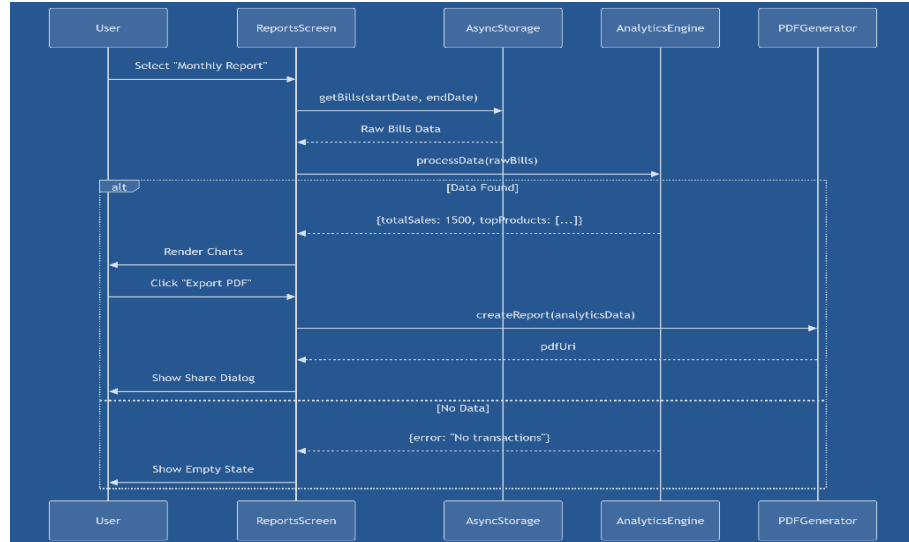 User
ReportsScreen
AsyncStorage
AnalyticsEngine
PDFGenerator
Select "Monthly Report"
getBills(startDate, endDate)
Raw Bills Data
processData(rawBills)
alt
[Data Found]
{totalSales: 1500, topProducts: [...]}
Render Charts
Click "Export PDF"
createReport(analyticsData)
pdfUri
Show Share Dialog
[No Data]
{error: "No transactions"}
Show Empty State
User
ReportsScreen
AsyncStorage
AnalyticsEngine
PDFGenerator